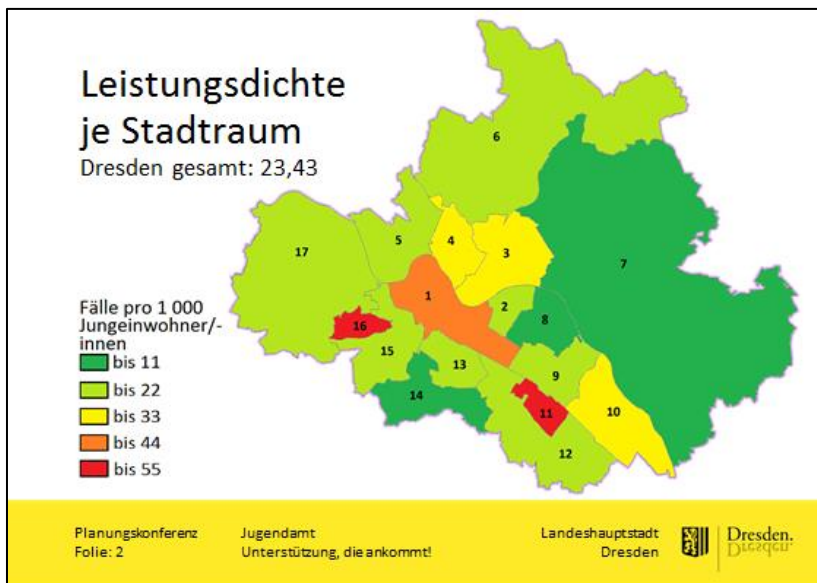 Leistungsdichte
je Stadtraum
Dresden gesamt: 23,43
6
17
5
4
3
7
1
2
8
16
15
13
9
14
11
10
12
Fälle pro 1 000
Jungeinwohner/-
innen
bis 11
bis 22
bis 33
bis 44
bis 55
Planungskonferenz
Folie: 2
Jugendamt
Unterstützung, die ankommt!
Landeshauptstadt
Dresden
Dresden.
Dresden.